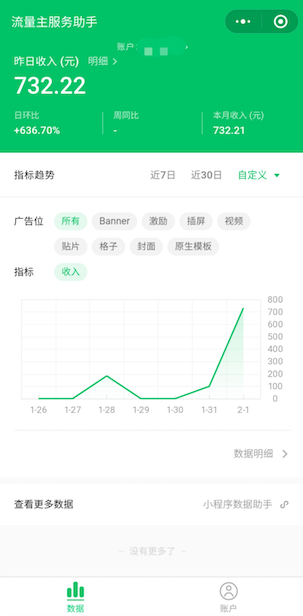 流量主服务助手
账户:
昨日收入 (元) 明细
732.22
日环比 周同比 本月收入 (元)
+636.70% - 732.21
指标趋势 近7日 近30日 自定义
广告位 所有 Banner 激励 插屏 视频
贴片 格子 封面 原生模板
指标 收入
800
700
600
500
400
300
200
100
0
1-26 1-27 1-28 1-29 1-30 1-31 2-1
数据明细
查看更多数据 小程序数据助手
- 没有更多了 -
数据 账户